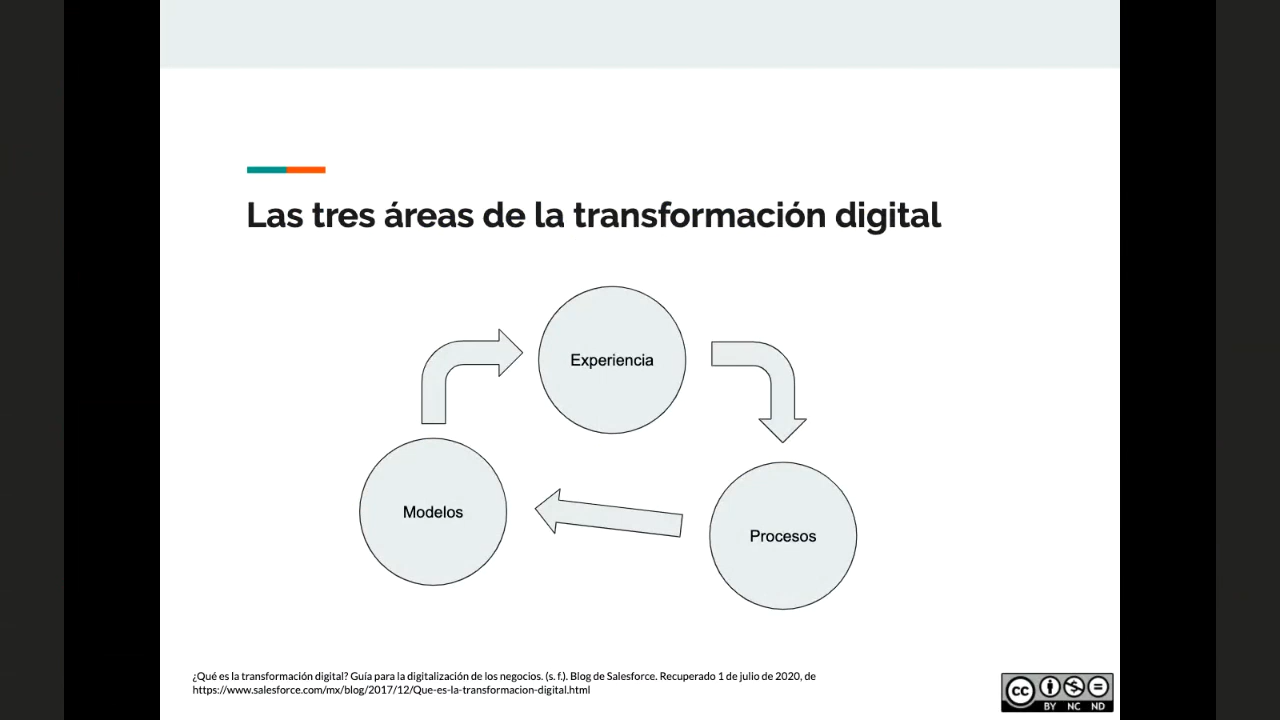 Las tres áreas de la transformación digital
Experiencia
Modelos
Procesos
¿Qué es la transformación digital? Guía para la digitalización de los negocios. (s. f.). Blog de Salesforce. Recuperado 1 de julio de 2020, de
https://www.salesforce.com/mx/blog/2017/12/Que-es-la-transformacion-digital.html
cc
BY NC ND